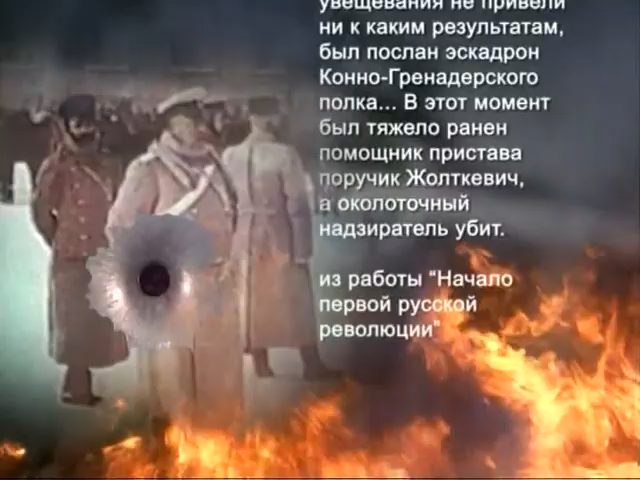 увещевания не привели
ни к каким результатам,
был послан эскадрон
Конно-Гренадерского
полка... В этот момент
был тяжело ранен
помощник пристава
поручик Жолткевич,
а околоточный
надзиратель убит.
из работы “Начало
первой русской
революции”